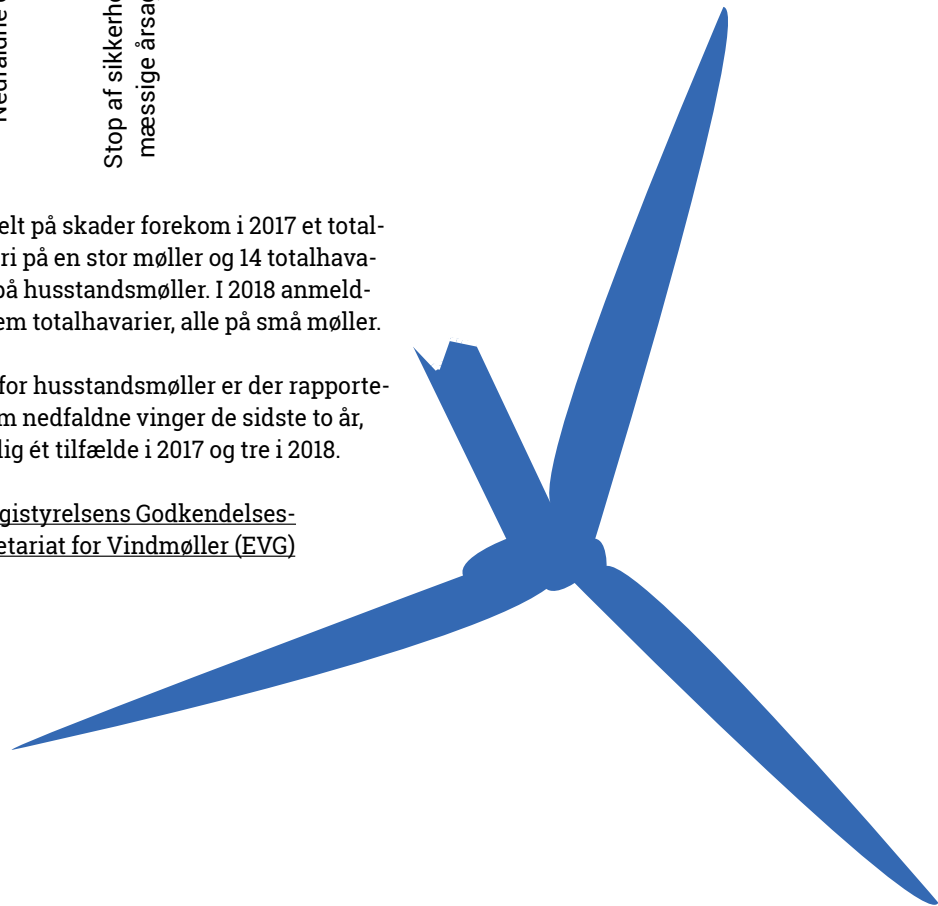 Nedfaldne
Stop af sikkerhe
mæssige årsag
elt på skader forekom i 2017 et total-
ri på en stor møller og 14 totalhava-
på husstandsmøller. I 2018 anmeld-
em totalhavarier, alle på små møller.
for husstandsmøller er der rapporte-
m nedfaldne vinger de sidste to år,
lig ét tilfælde i 2017 og tre i 2018.
gistyrelsens Godkendelses-
etariat for Vindmøller (EVG)